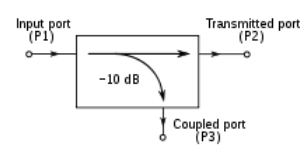 Input port
(P1)
Transmitted port
(P2)
−10 dB
Coupled port
(P3)